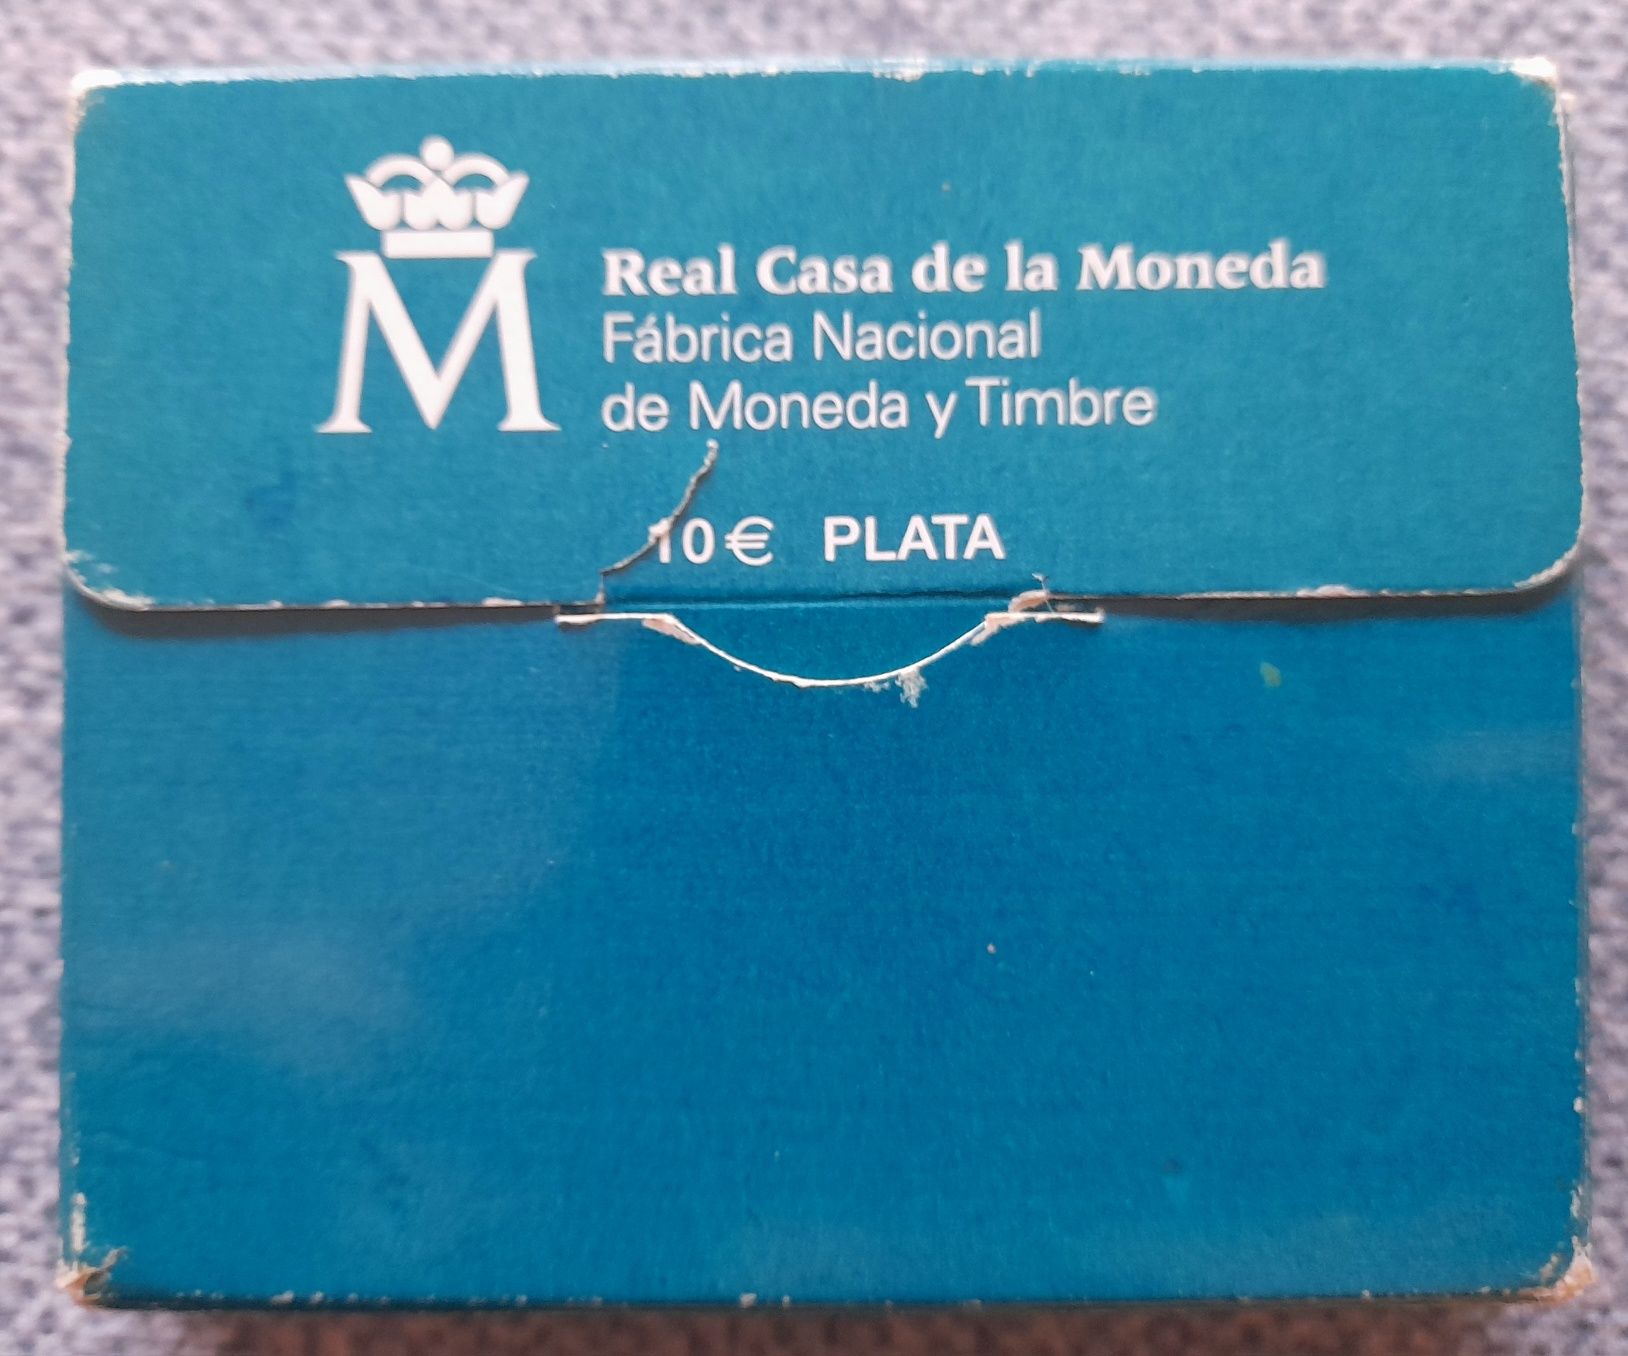 M
Real Casa de la Moneda
Fábrica Nacional
de Moneda y Timbre
10€ PLATA